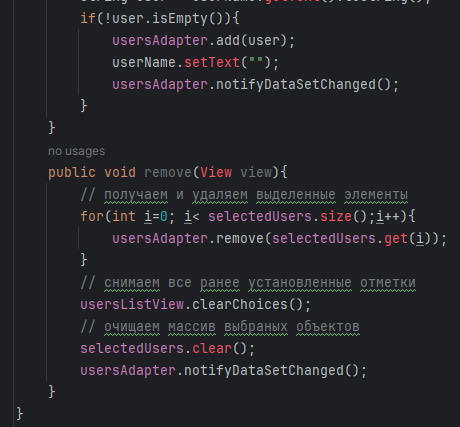 if(!user.isEmpty()){
usersAdapter.add(user);
userName.setText("");
usersAdapter.notifyDataSetChanged();
}
}
no usages
public void remove(View view){
// получаем и удаляем выделенные элементы
for(int i=0; i< selectedUsers.size();i++){
usersAdapter.remove(selectedUsers.get(i));
}
// снимаем все ранее установленные отметки
usersListView.clearChoices();
// очищаем массив выбраных объектов
selectedUsers.clear();
usersAdapter.notifyDataSetChanged();
}
}